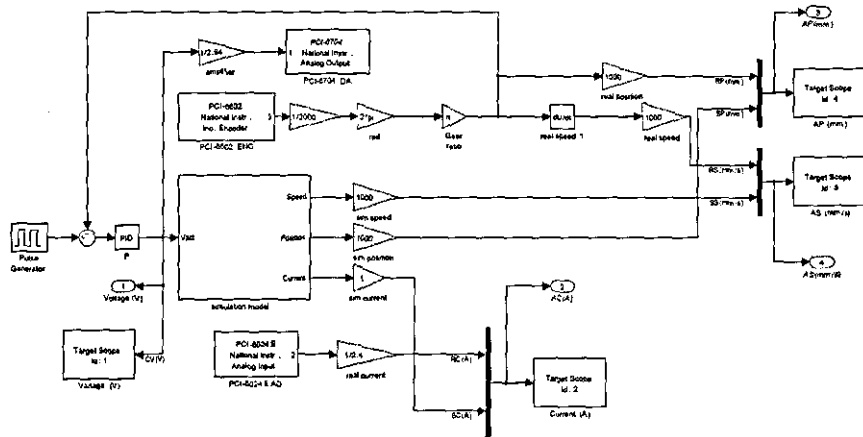 3
AP(mm)
1/2.64
amplifier
PCI-6704
National Instr.
Analog Output
PCI-6704 DA
1
1000
real position
RP(mm)
SP(mm)
Target Scope
Id: 4
AP (mm)
PCI-6602
National Instr.
Inc. Encoder
3
PCI-6602 ENC
1/2000
2*pi
rad
Gear
ratio
du/dt
real speed 1
1000
real speed
RS(mm/s)
SS(mm/s)
Target Scope
Id: 3
AS (mm/s)
Pulse
Generator
PID
P
Volt
Speed
Position
Current
simulation model
1000
sim speed
1000
sim position
1
sim current
4
1
Voltage (V)
2
AC(A)
Target Scope
Id: 1
CV(V)
Voltage (V)
PCI-6024 E
National Instr.
Analog Input
2
PCI-6024 E AD
real current
RC(A)
SC(A)
Target Scope
Id: 2
Current (A)